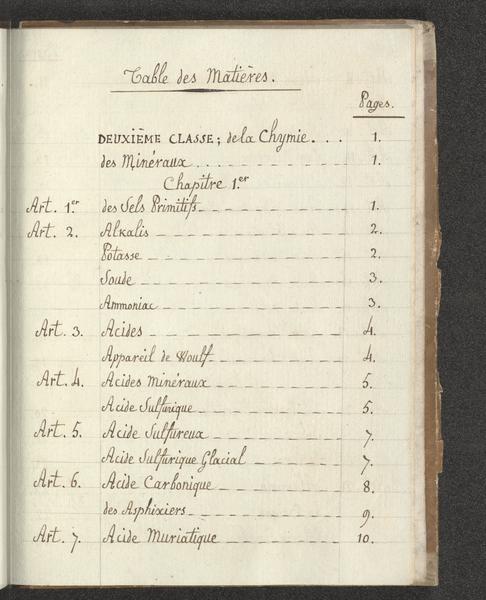 Table des Matières.
Pages.
DEUXIÈME CLASSE; de la Chymie. . . . 1.
des Minéraux . . . . 1.
Chapître 1.er
Art. 1.er des Sels Primitifs 1.
Art. 2. Alkalis 2.
Potasse 2.
Soude 3.
Ammoniac 3.
Art. 3. Acides 4.
Appareil de Woulf 4.
Art. 4. Acides Minéraux 5.
Acide Sulfurique 5.
Art. 5. Acide Sulfureux 7.
Acide Sulfurique Glacial 7.
Art. 6. Acide Carbonique 8.
des Asphixiers 9.
Art. 7. Acide Muriatique 10.